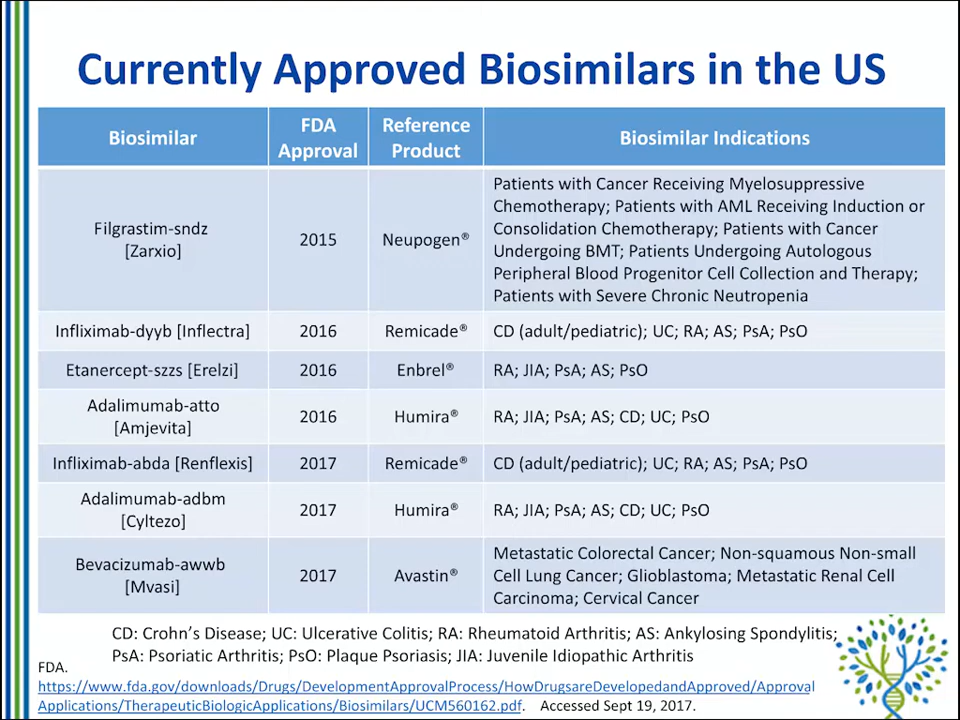 Currently Approved Biosimilars in the US
Biosimilar
FDA
Approval
Reference
Product
Biosimilar Indications
Filgrastim-sndz
[Zarxio]
2015
Neupogen®
Patients with Cancer Receiving Myelosuppressive
Chemotherapy; Patients with AML Receiving Induction or
Consolidation Chemotherapy; Patients with Cancer
Undergoing BMT; Patients Undergoing Autologous
Peripheral Blood Progenitor Cell Collection and Therapy;
Patients with Severe Chronic Neutropenia
Infliximab-dyyb [Inflectra]
2016
Remicade®
CD (adult/pediatric); UC; RA; AS; PsA; PsO
Etanercept-szzs [Erelzi]
2016
Enbrel®
RA; JIA; PsA; AS; PsO
Adalimumab-atto
[Amjevita]
2016
Humira®
RA; JIA; PsA; AS; CD; UC; PsO
Infliximab-abda [Renflexis]
2017
Remicade®
CD (adult/pediatric); UC; RA; AS; PsA; PsO
Adalimumab-adbm
[Cyltezo]
2017
Humira®
RA; JIA; PsA; AS; CD; UC; PsO
Bevacizumab-awwb
[Mvasi]
2017
Avastin®
Metastatic Colorectal Cancer; Non-squamous Non-small
Cell Lung Cancer; Glioblastoma; Metastatic Renal Cell
Carcinoma; Cervical Cancer
CD: Crohn's Disease; UC: Ulcerative Colitis; RA: Rheumatoid Arthritis; AS: Ankylosing Spondylitis;
PsA: Psoriatic Arthritis; PsO: Plaque Psoriasis; JIA: Juvenile Idiopathic Arthritis
FDA.
https://www.fda.gov/downloads/Drugs/DevelopmentApprovalProcess/HowDrugsareDevelopedandApproved/Approval
Applications/TherapeuticBiologicApplications/Biosimilars/UCM560162.pdf. Accessed Sept 19, 2017.